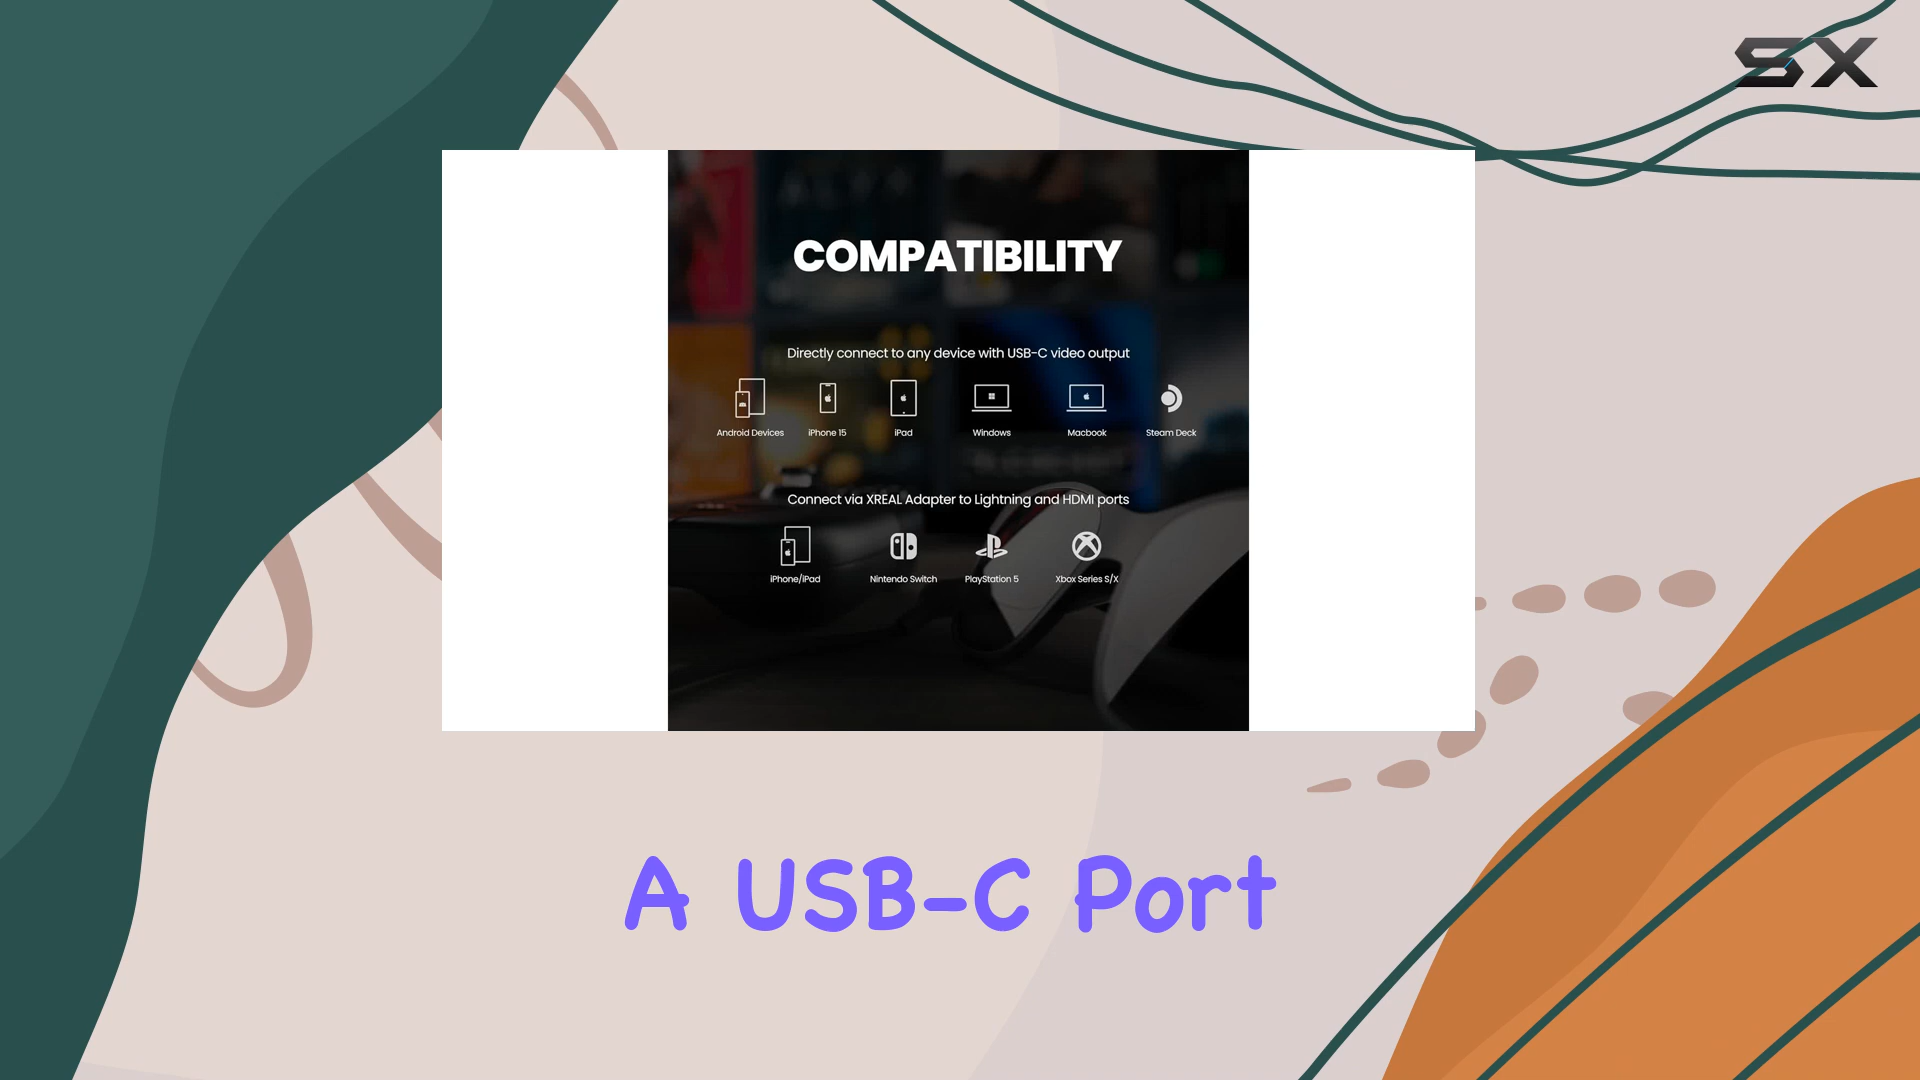 SX
COMPATIBILITY
Directly connect to any device with USB-C video output
Android Devices iPhone 15 iPad Windows Macbook Steam Deck
Connect via XREAL Adapter to Lightning and HDMI ports
iPhone/iPad Nintendo Switch PlayStation 5 Xbox Series S/X
A USB-C Port